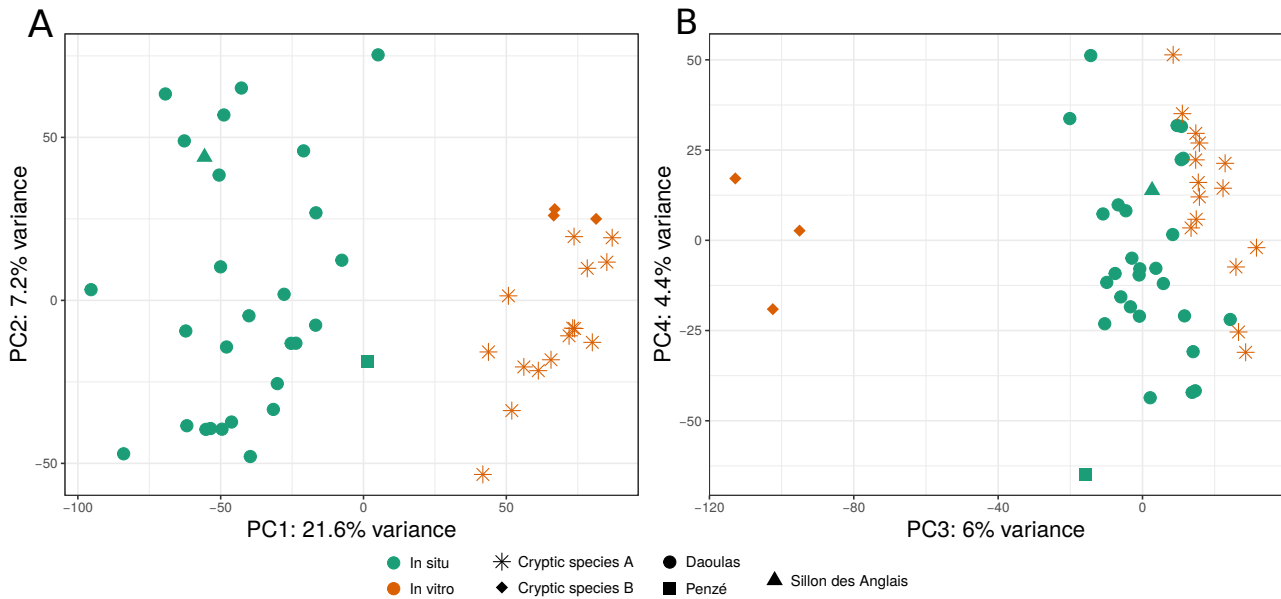 A
B
50
0
−50
−100
−50
0
50
PC2: 7.2% variance
PC1: 21.6% variance
50
25
0
−25
−50
−120
−80
−40
0
PC4: 4.4% variance
PC3: 6% variance
In situ
Cryptic species A
Daoulas
Sillon des Anglais
In vitro
Cryptic species B
Penzé